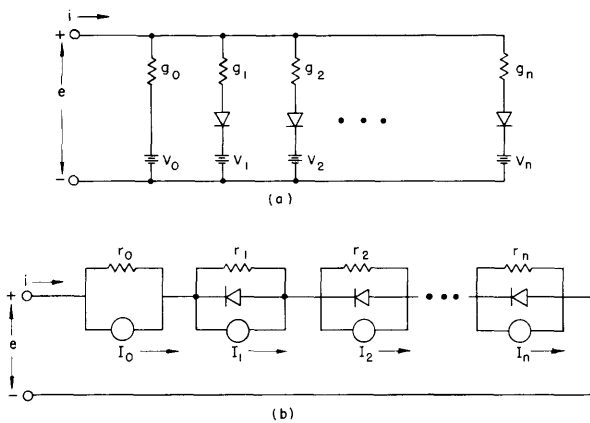 i
+
e
-
g₀ g₁ g₂ gₙ
V₀ V₁ V₂ Vₙ
(a)
r₀ r₁ r₂ rₙ
i
+
e
-
I₀ I₁ I₂ Iₙ
(b)